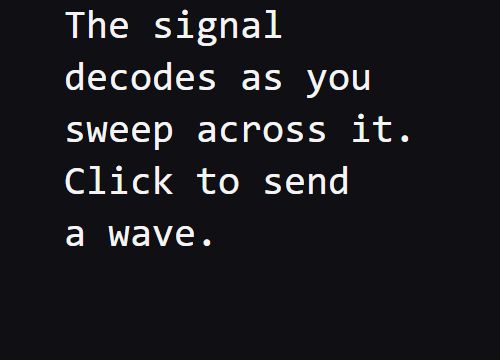 The signal
decodes as you
sweep across it.
Click to send
a wave.